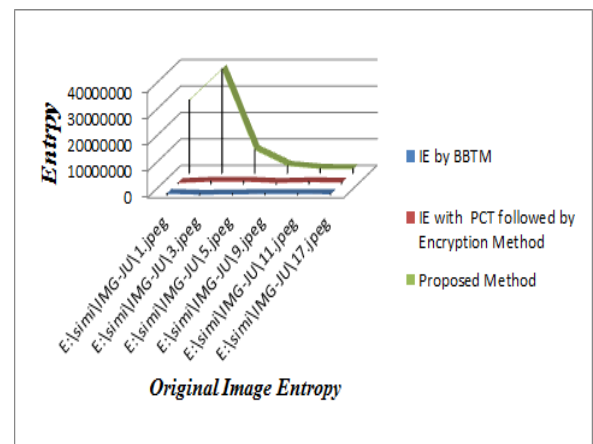 40000000
30000000
20000000
10000000
0
Entrpy
E:\simi\IMG-JU\1.jpeg
E:\simi\IMG-JU\3.jpeg
E:\simi\IMG-JU\5.jpeg
E:\simi\IMG-JU\9.jpeg
E:\simi\IMG-JU\11.jpeg
E:\simi\IMG-JU\17.jpeg
Original Image Entropy
IE by BBTM
IE with PCT followed by
Encryption Method
Proposed Method